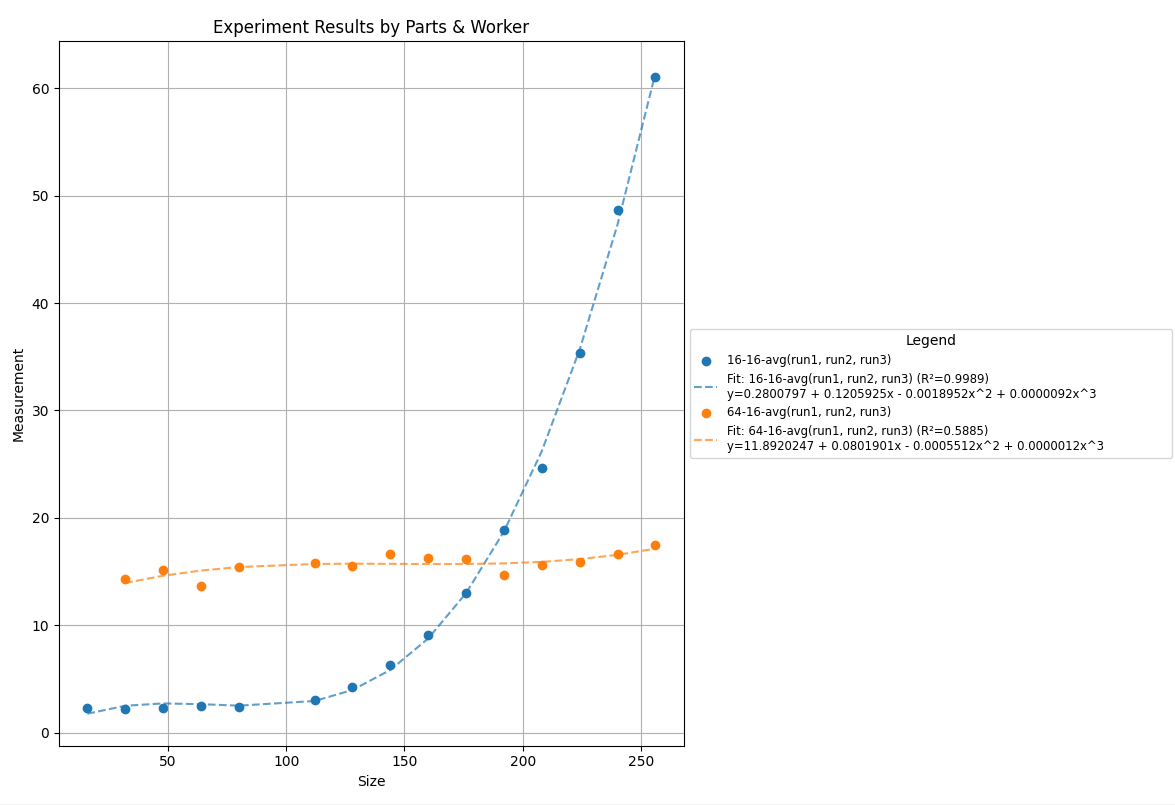 Experiment Results by Parts & Worker
Measurement
60
50
40
30
20
10
0
50
100
150
200
250
Size
Legend
16-16-avg(run1, run2, run3)
Fit: 16-16-avg(run1, run2, run3) (R²=0.9989)
y=0.2800797 + 0.1205925x - 0.0018952x^2 + 0.0000092x^3
64-16-avg(run1, run2, run3)
Fit: 64-16-avg(run1, run2, run3) (R²=0.5885)
y=11.8920247 + 0.0801901x - 0.0005512x^2 + 0.0000012x^3